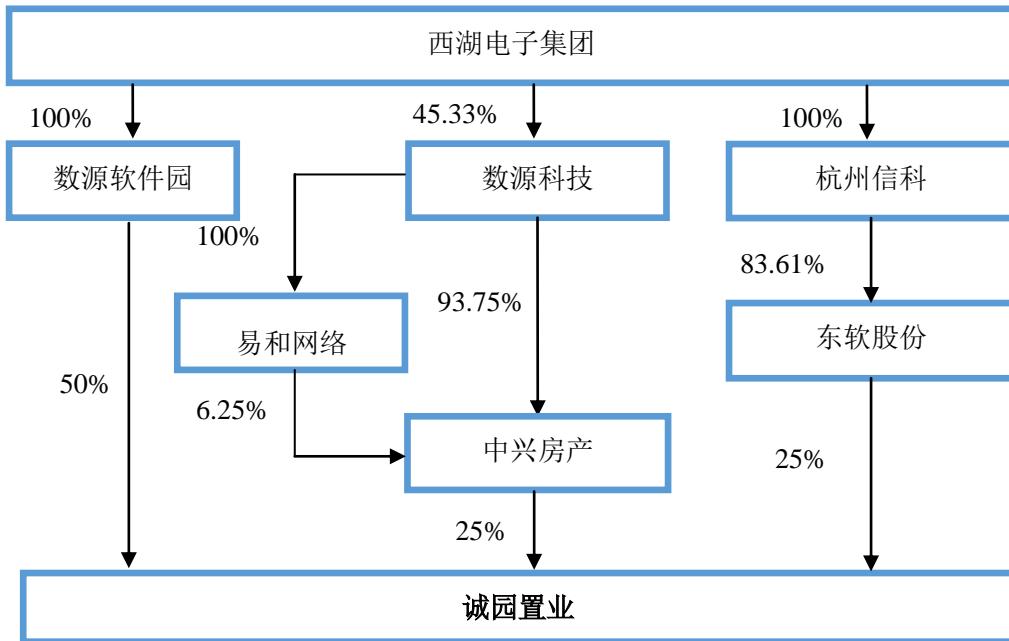 西湖电子集团
100%
45.33%
100%
数源软件园
数源科技
杭州信科
100%
83.61%
93.75%
易和网络
东软股份
50%
6.25%
中兴房产
25%
25%
诚园置业